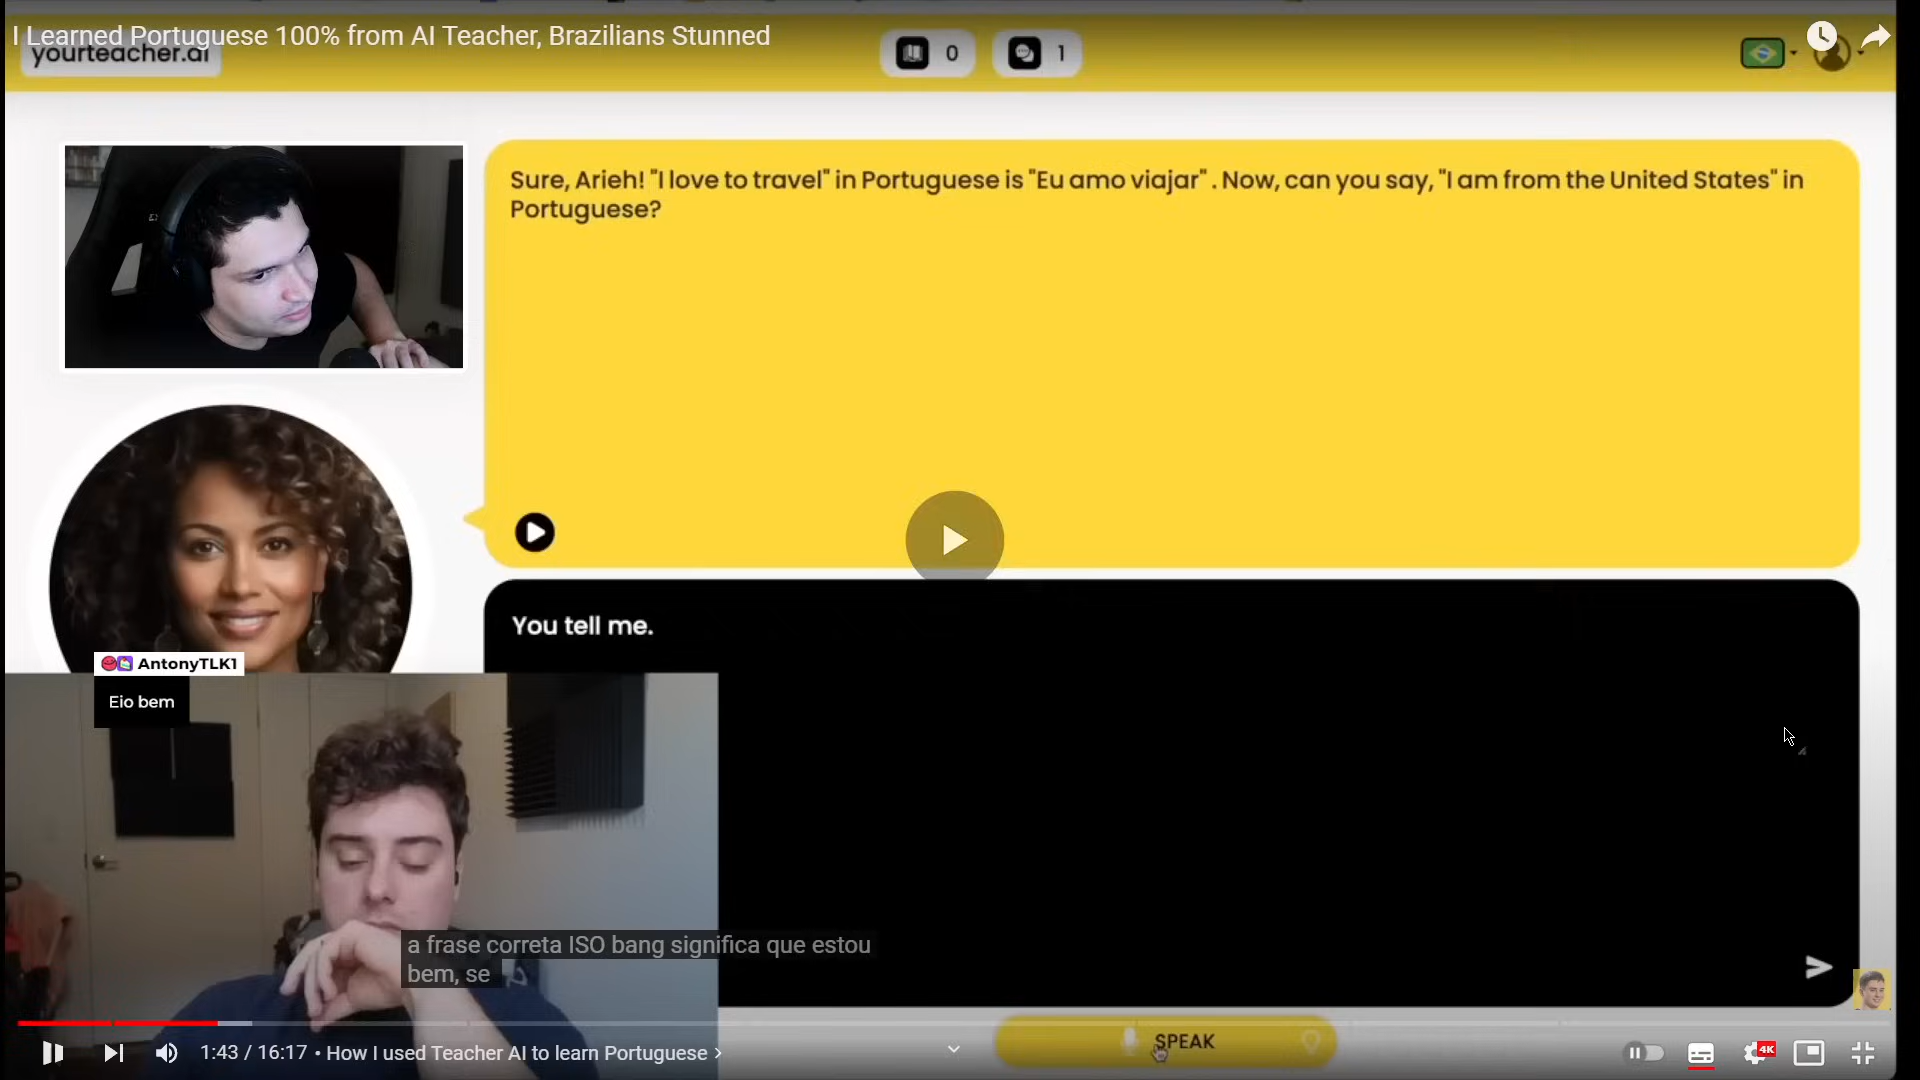 I Learned Portuguese 100% from AI Teacher, Brazilians Stunned
yourteacher.ai
0
1
Sure, Arieh! "I love to travel" in Portuguese is "Eu amo viajar" . Now, can you say, "I am from the United States" in
Portuguese?
You tell me.
AntonyTLK1
Eio bem
a frase correta ISO bang significa que estou
bem, se
SPEAK
1:43 / 16:17 • How I used Teacher AI to learn Portuguese
4K